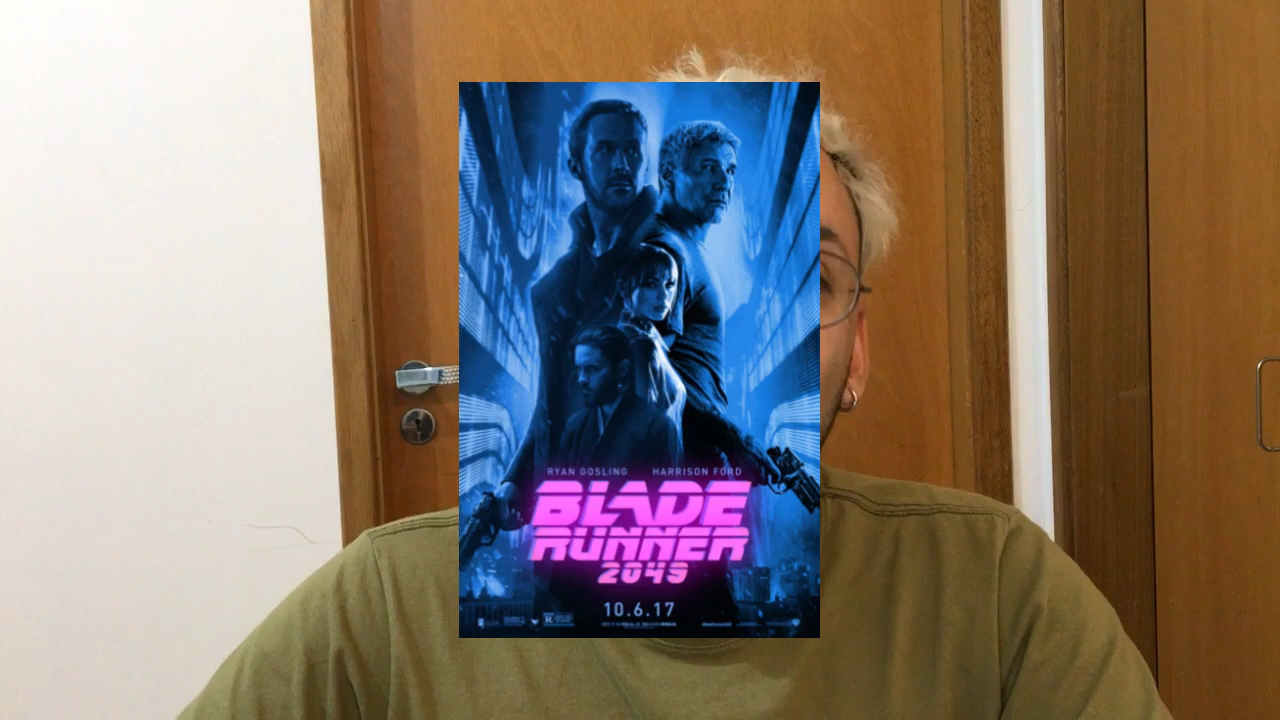 RYAN GOSLING HARRISON FORD
BLADE
RUNNER
2049
10.6.17